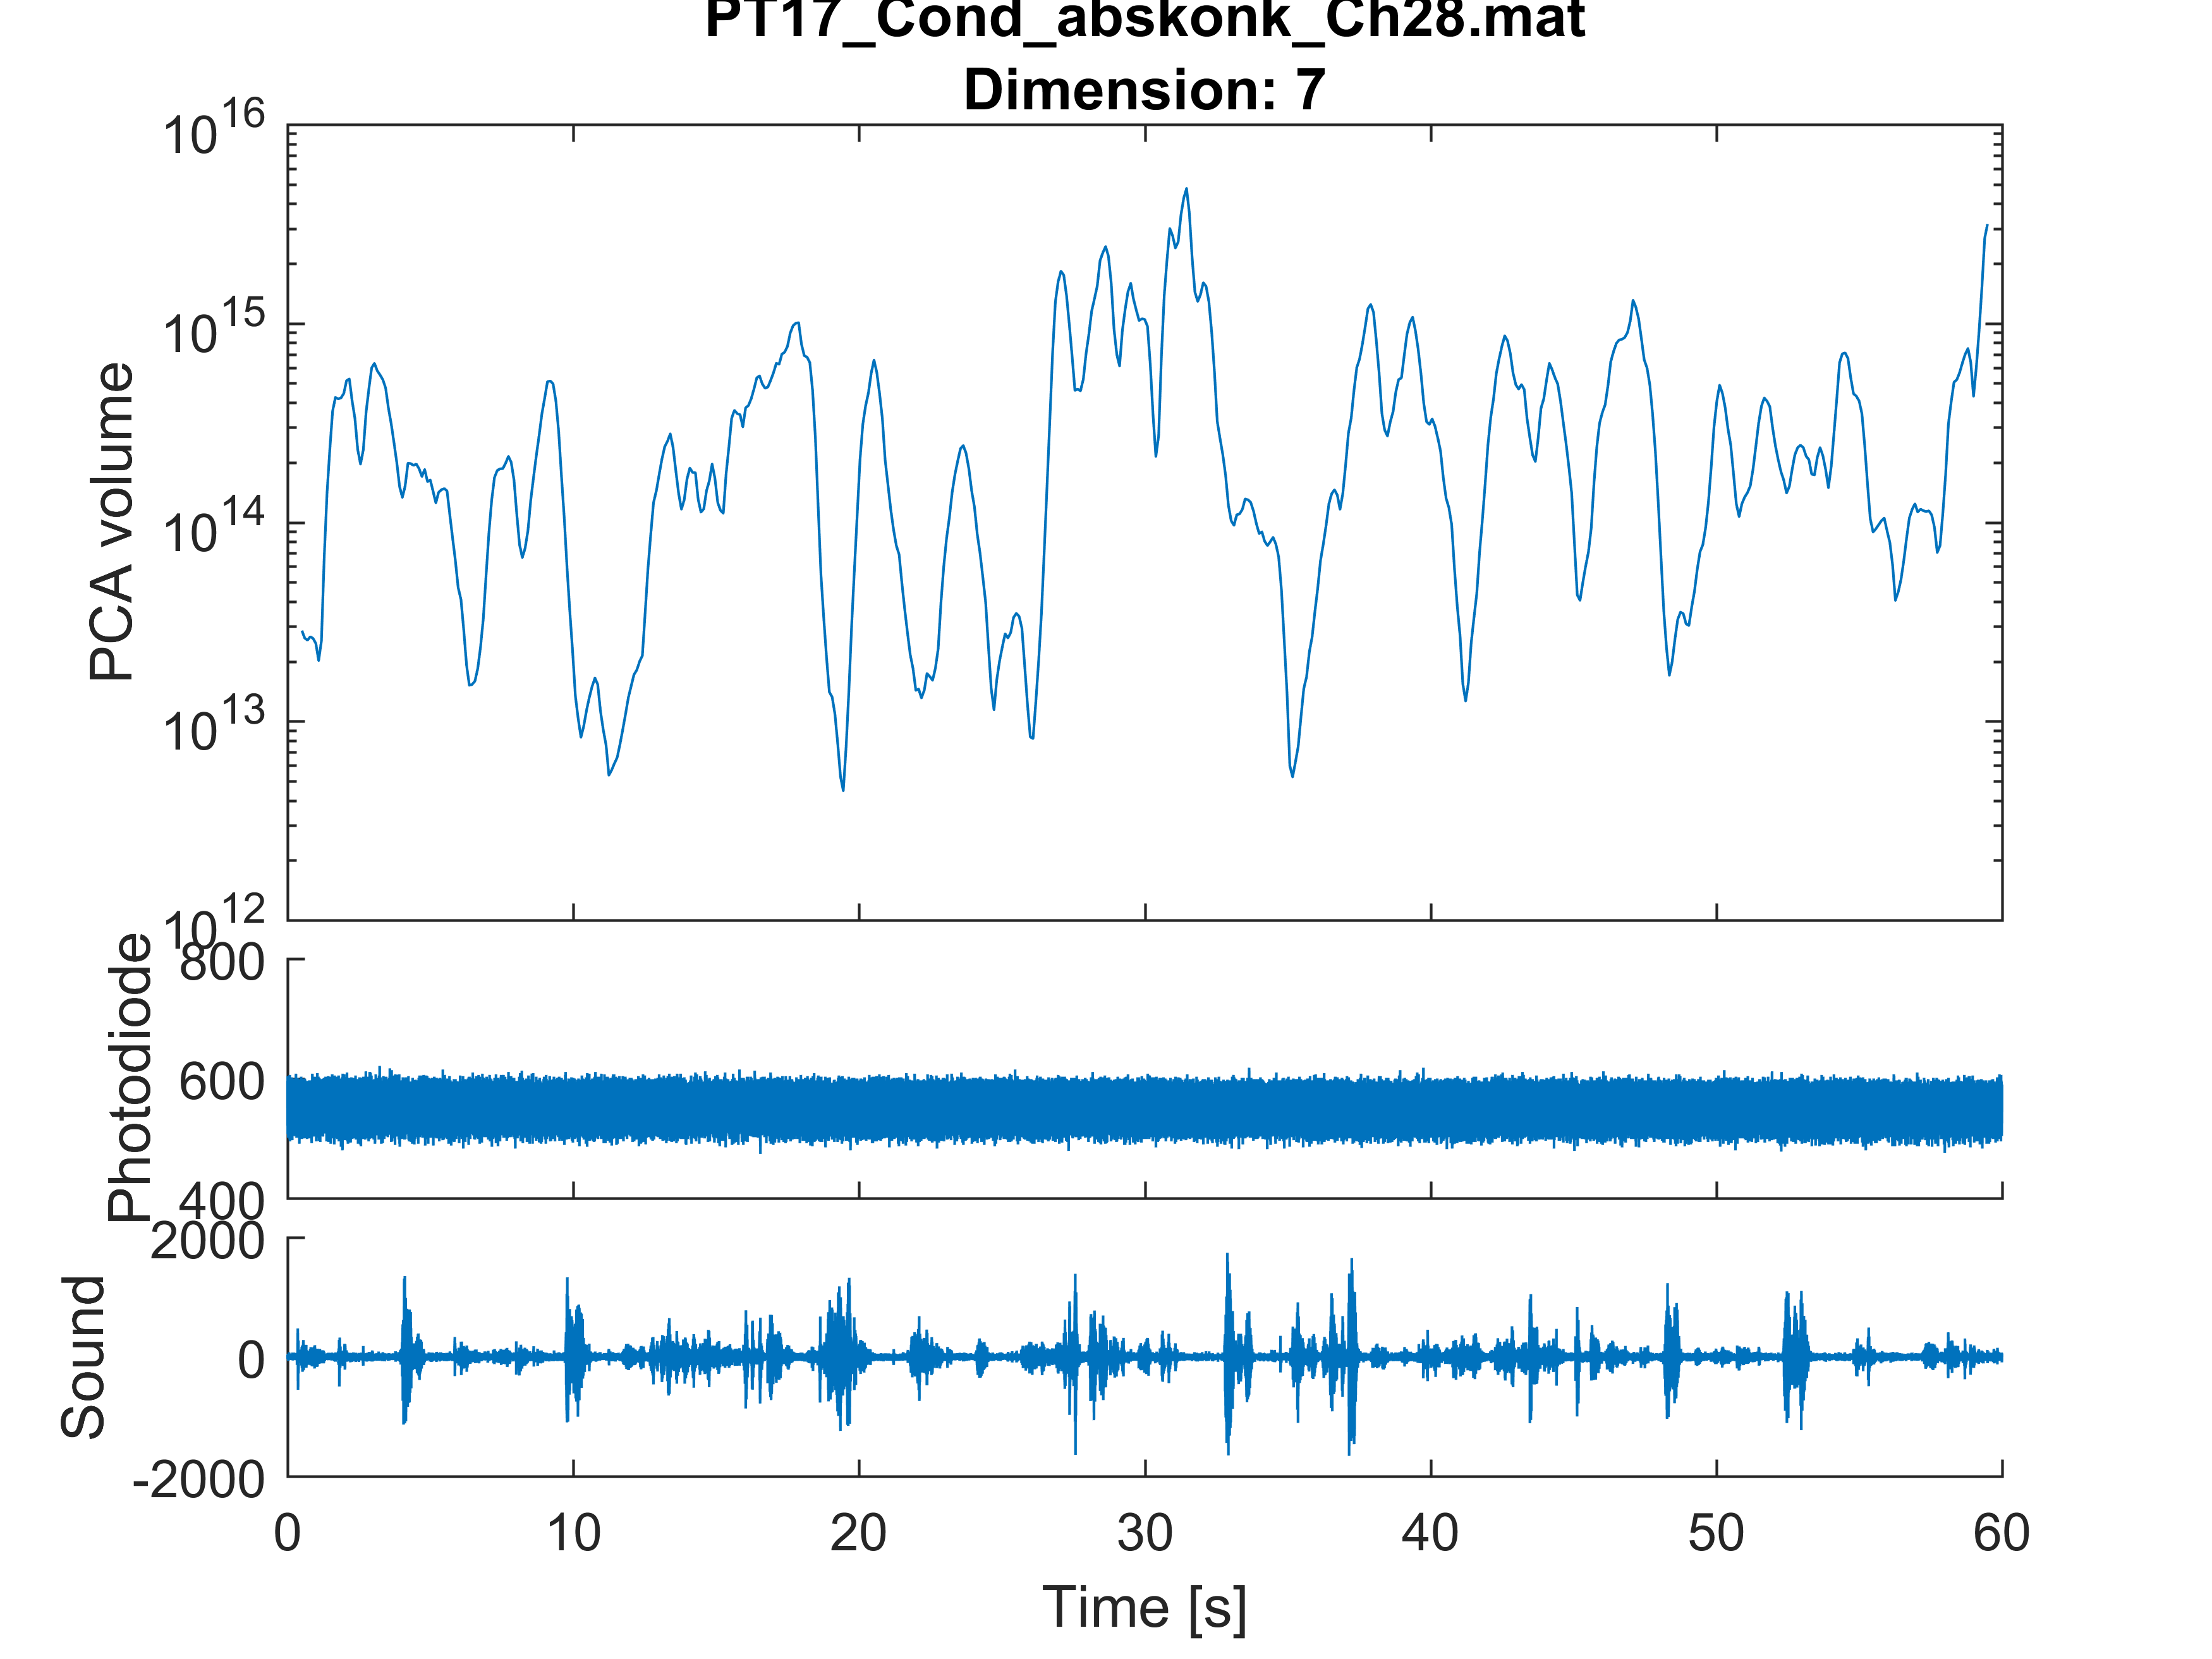 PT17_Cond_abskonk_Ch28.mat
Dimension: 7
10^16
10^15
10^14
10^13
10^12
PCA volume
800
600
400
Photodiode
2000
0
-2000
Sound
0 10 20 30 40 50 60
Time [s]